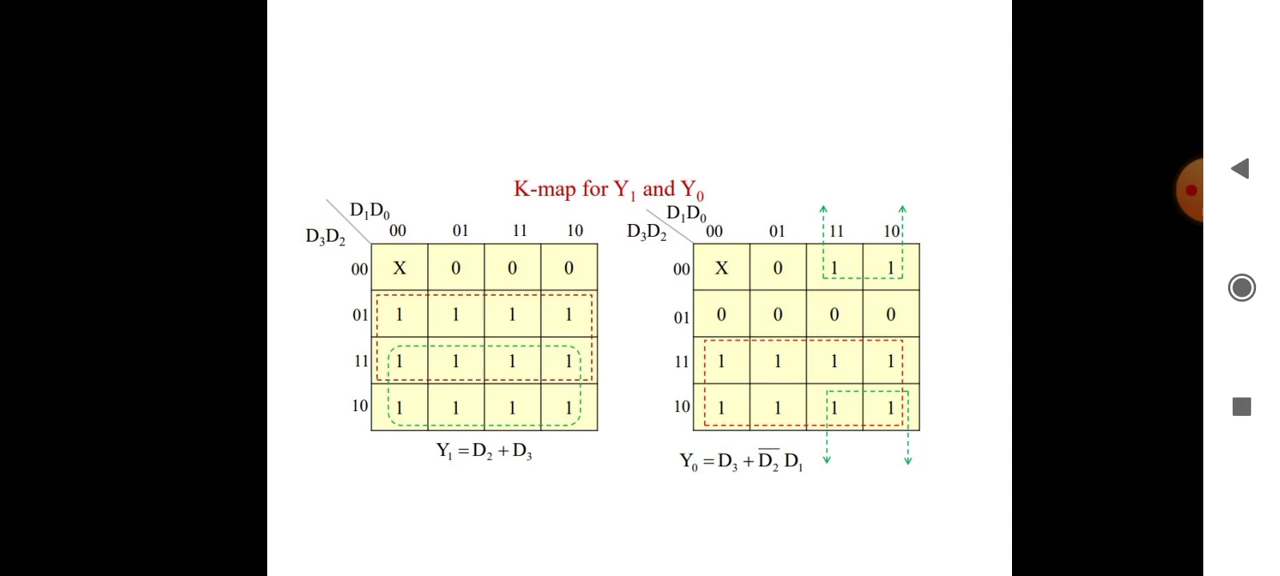 K-map for Y₁ and Y₀
D₁D₀
D₃D₂
00 01 11 10
00 X 0 0 0
01 1 1 1 1
11 1 1 1 1
10 1 1 1 1
Y₁ = D₂ + D₃
D₁D₀
D₃D₂
00 01 11 10
00 X 0 1 1
01 0 0 0 0
11 1 1 1 1
10 1 1 1 1
Y₀ = D₃ + D̅₂ D₁